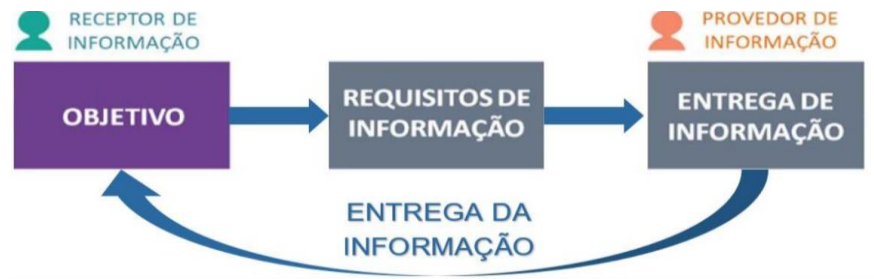 RECEPTOR DE
INFORMAÇÃO
PROVEDOR DE
INFORMAÇÃO
OBJETIVO
REQUISITOS DE
INFORMAÇÃO
ENTREGA DE
INFORMAÇÃO
ENTREGA DA
INFORMAÇÃO